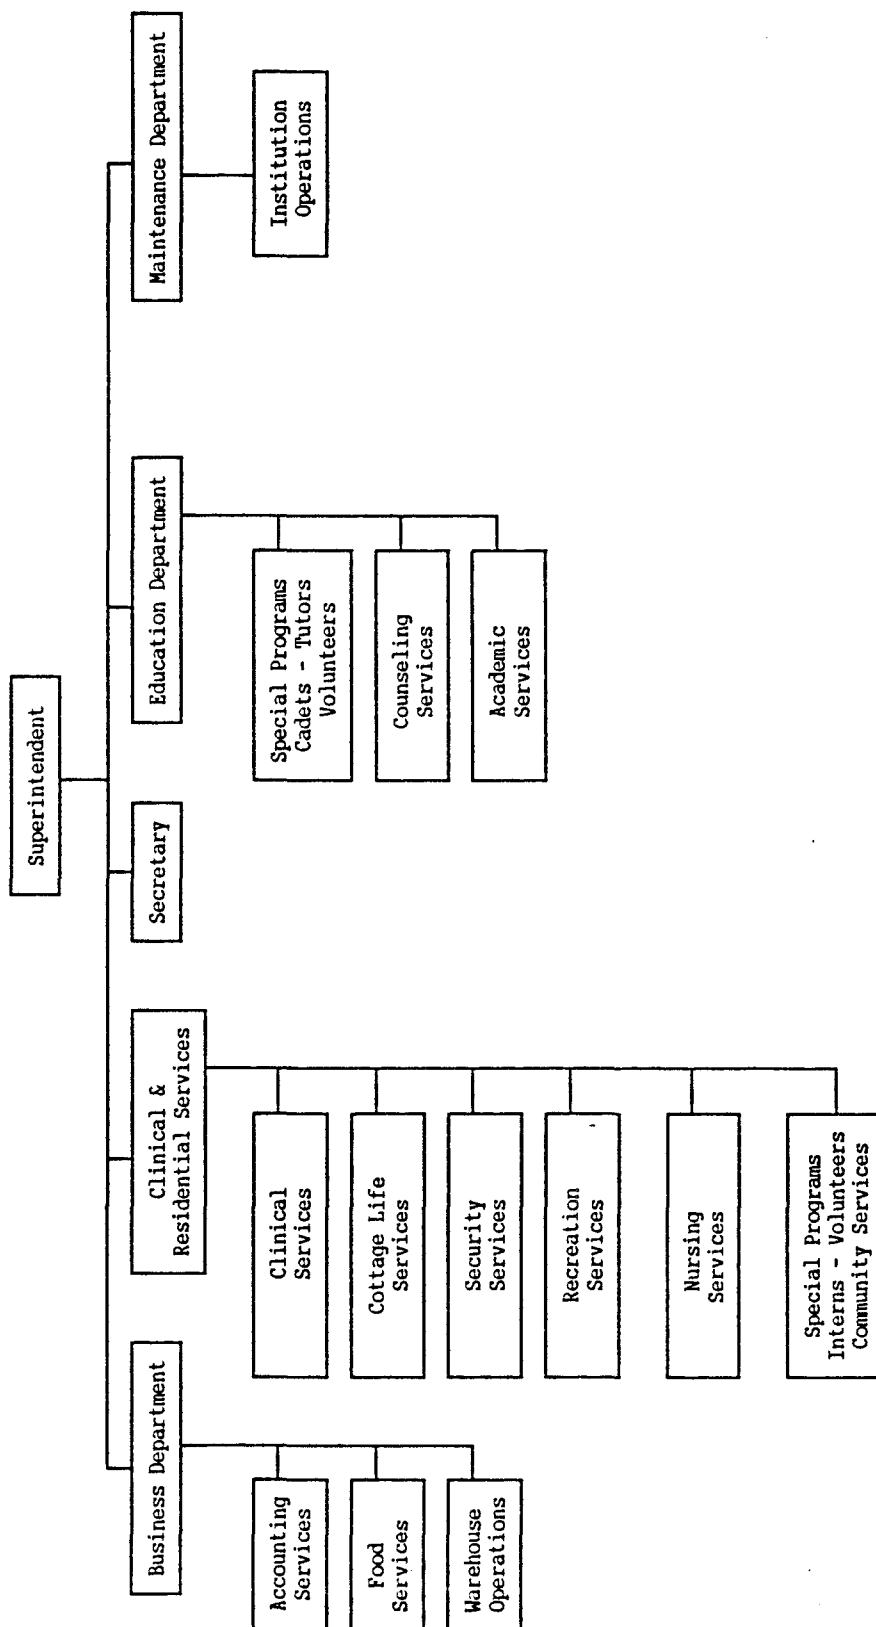 Superintendent
Business Department
Clinical &
Residential Services
Secretary
Education Department
Maintenance Department
Accounting
Services
Food
Services
Warehouse
Operations
Clinical
Services
Cottage Life
Services
Security
Services
Recreation
Services
Nursing
Services
Special Programs
Interns - Volunteers
Community Services
Special Programs
Cadets - Tutors
Volunteers
Counseling
Services
Academic
Services
Institution
Operations